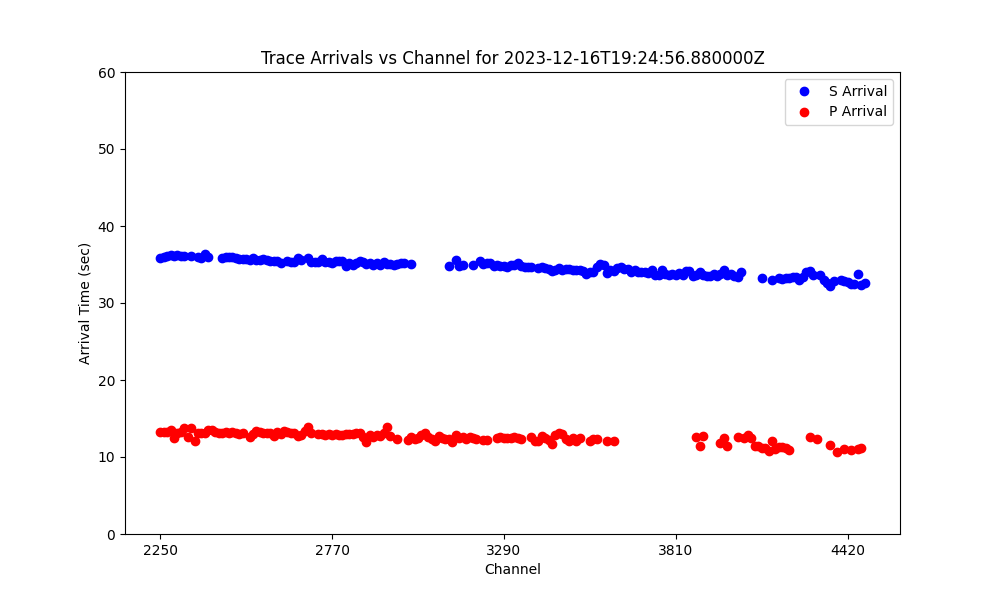 Trace Arrivals vs Channel for 2023-12-16T19:24:56.880000Z
S Arrival
P Arrival
60
50
40
30
20
10
0
Arrival Time (sec)
2250 2770 3290 3810 4420
Channel